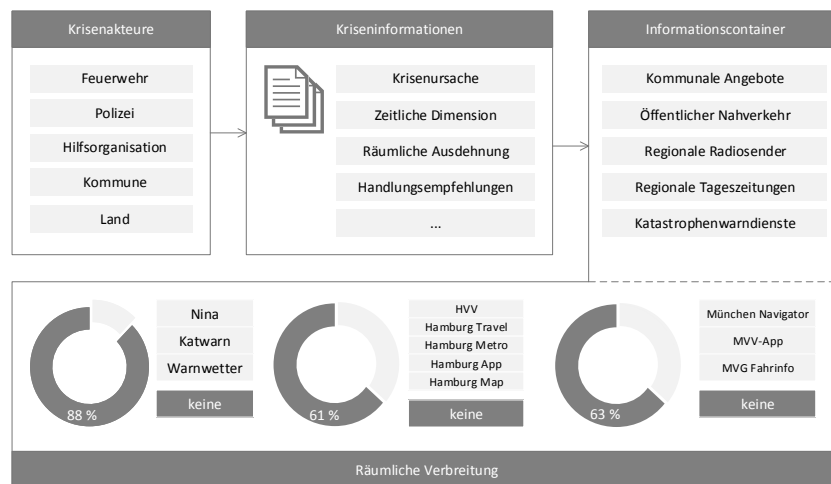 Krisenakteure
Feuerwehr
Polizei
Hilfsorganisation
Kommune
Land
Kriseninformationen
Krisenursache
Zeitliche Dimension
Räumliche Ausdehnung
Handlungsempfehlungen
...
Informationscontainer
Kommunale Angebote
Öffentlicher Nahverkehr
Regionale Radiosender
Regionale Tageszeitungen
Katastrophenwarndienste
88 %
Nina
Katwarn
Warnwetter
keine
61 %
HVV
Hamburg Travel
Hamburg Metro
Hamburg App
Hamburg Map
keine
63 %
München Navigator
MVV-App
MVG Fahrinfo
keine
Räumliche Verbreitung